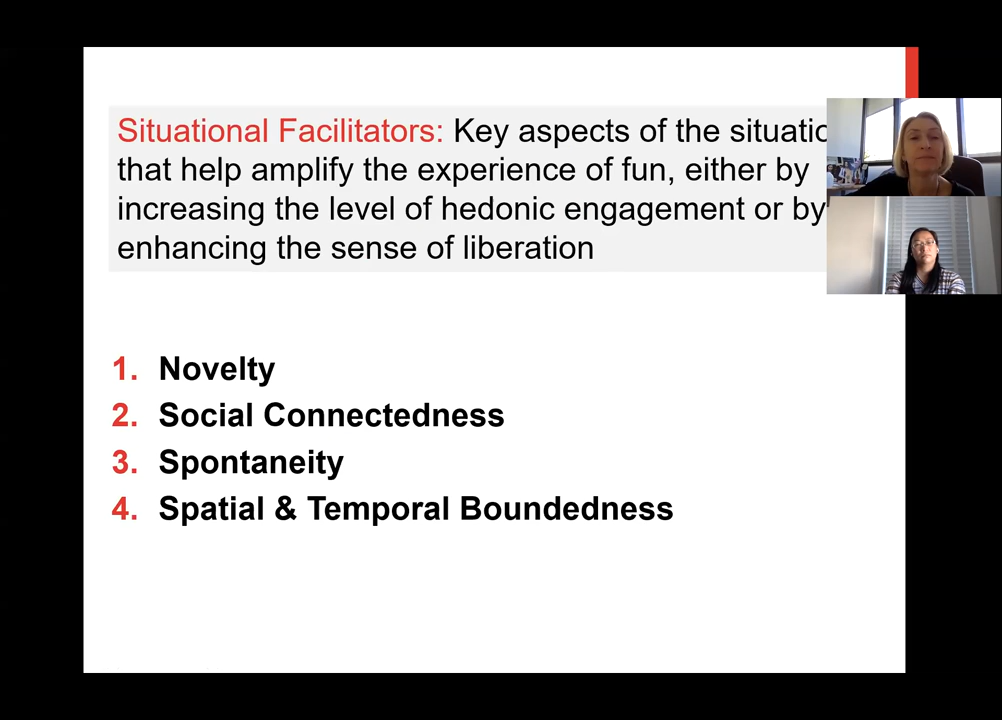 Situational Facilitators: Key aspects of the
that help amplify the experience of fun, either by
increasing the level of hedonic engagement or by
enhancing the sense of liberation
1. Novelty
2. Social Connectedness
3. Spontaneity
4. Spatial & Temporal Boundedness